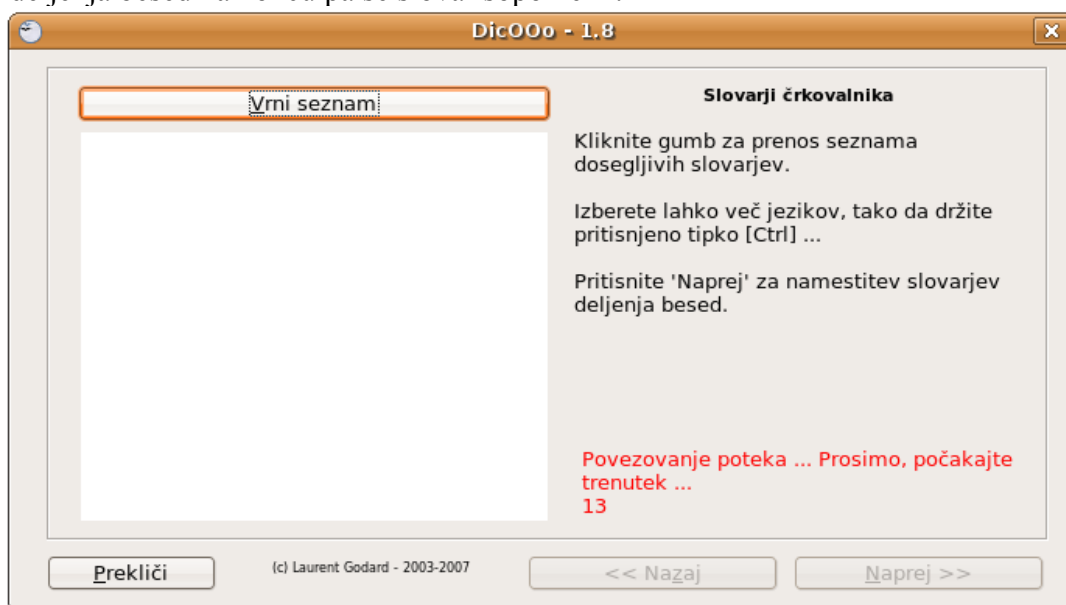 DicOOo - 1.8
Vrni seznam
Slovarji črkovalnika
Kliknite gumb za prenos seznama
dosegljivih slovarjev.
Izberete lahko več jezikov, tako da držite
pritisnjeno tipko [Ctrl] ...
Pritisnite 'Naprej' za namestitev slovarjev
deljenja besed.
Povezovanje poteka ... Prosimo, počakajte
trenutek ...
13
Prekliči
(c) Laurent Godard - 2003-2007
<< Nazaj
Naprej >>